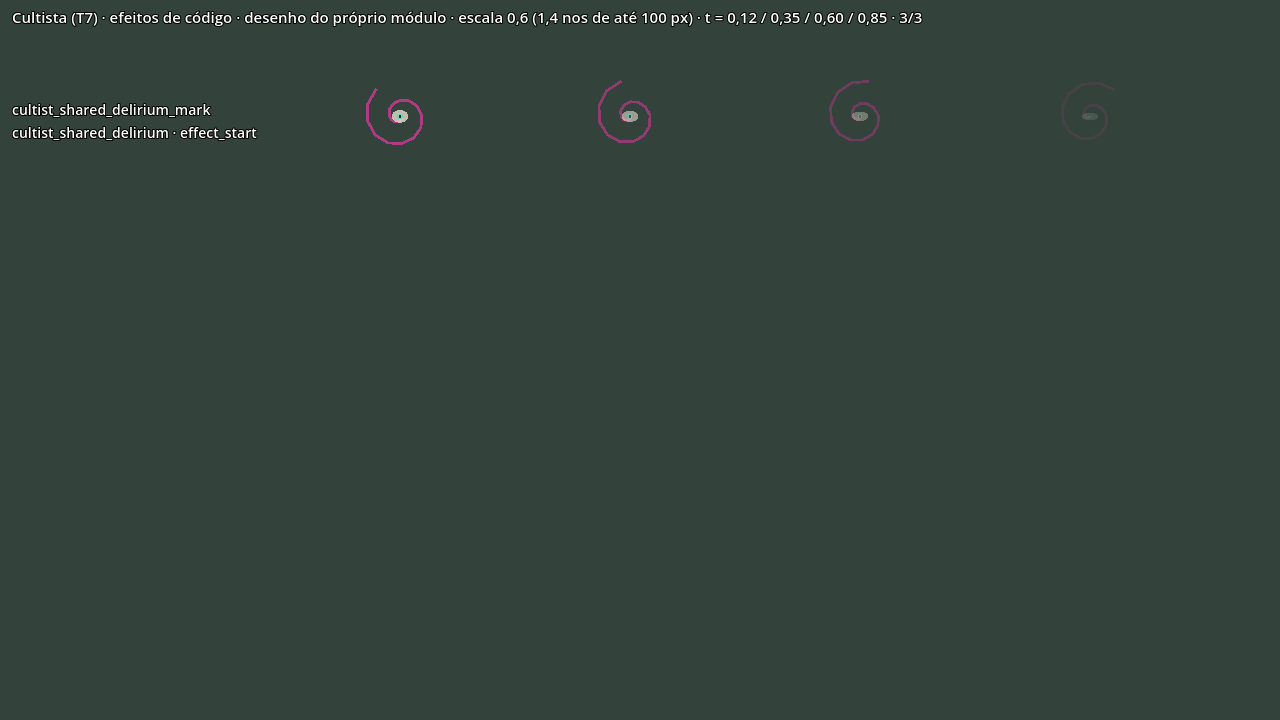 Cultista (T7) · efeitos de código · desenho do próprio módulo · escala 0,6 (1,4 nos de até 100 px) · t = 0,12 / 0,35 / 0,60 / 0,85 · 3/3
cultist_shared_delirium_mark
cultist_shared_delirium · effect_start